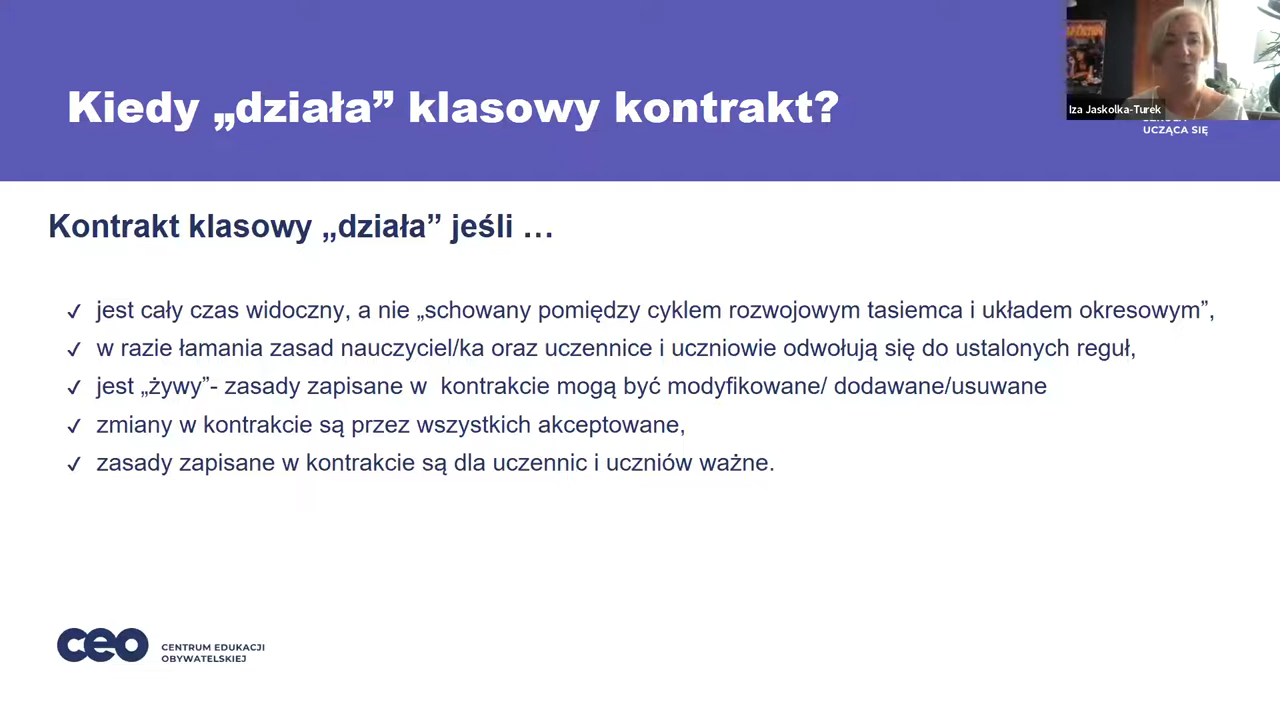 Kiedy „działa” klasowy kontrakt?
Iza Jaskolka-Turek
UCZĄCA SIĘ
Kontrakt klasowy „działa” jeśli …
✓ jest cały czas widoczny, a nie „schowany pomiędzy cyklem rozwojowym tasiemca i układem okresowym”,
✓ w razie łamania zasad nauczyciel/ka oraz uczennice i uczniowie odwołują się do ustalonych reguł,
✓ jest „żywy”- zasady zapisane w  kontrakcie mogą być modyfikowane/ dodawane/usuwane
✓ zmiany w kontrakcie są przez wszystkich akceptowane,
✓ zasady zapisane w kontrakcie są dla uczennic i uczniów ważne.
ceo
CENTRUM EDUKACJI
OBYWATELSKIEJ